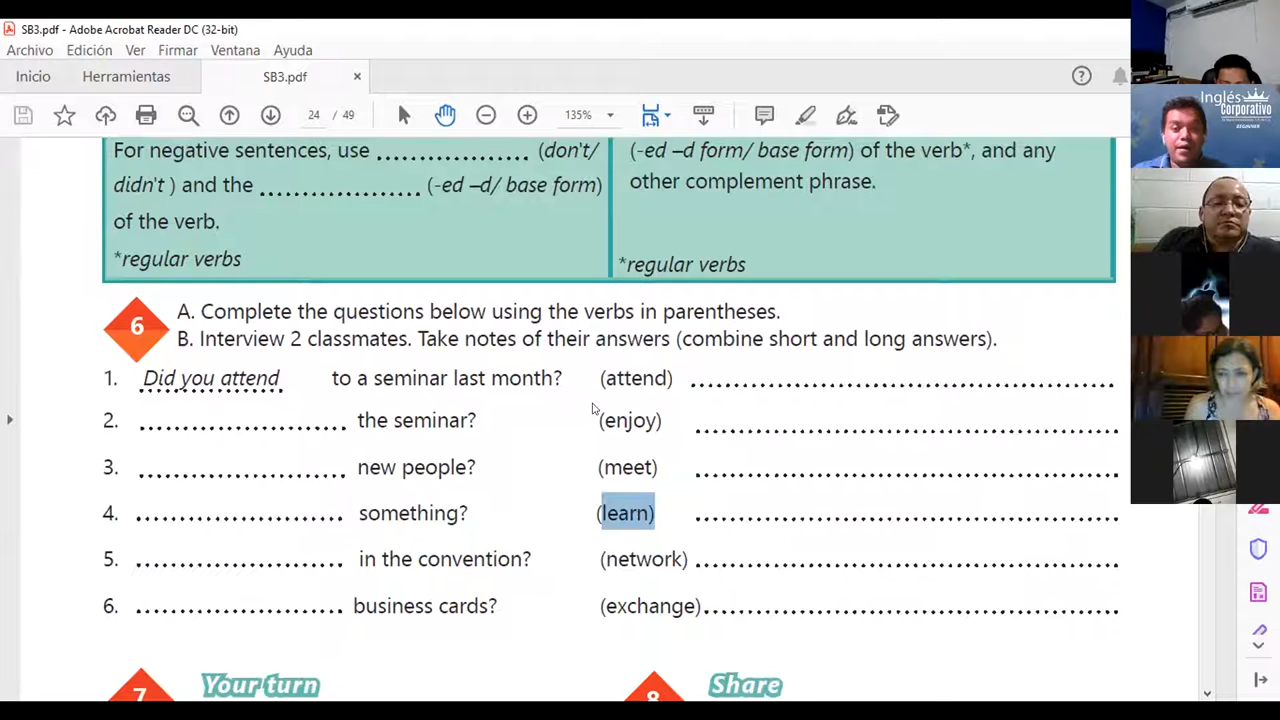 SB3.pdf - Adobe Acrobat Reader DC (32-bit)
Archivo Edición Ver Firmar Ventana Ayuda
Inicio Herramientas SB3.pdf ×
24 / 49 135%
For negative sentences, use .................... (don't/
didn't ) and the ...................... (-ed –d/ base form)
of the verb.
*regular verbs
(-ed –d form/ base form) of the verb*, and any
other complement phrase.
*regular verbs
6
A. Complete the questions below using the verbs in parentheses.
B. Interview 2 classmates. Take notes of their answers (combine short and long answers).
1. Did you attend to a seminar last month? (attend) ..................................................
2. ........................... the seminar? (enjoy) ..................................................
3. ........................... new people? (meet) ..................................................
4. ........................... something? (learn) ..................................................
5. ........................... in the convention? (network) ..................................................
6. ........................... business cards? (exchange) ..................................................
7 Your turn
8 Share
Inglés
Corporativo
BEGINNER